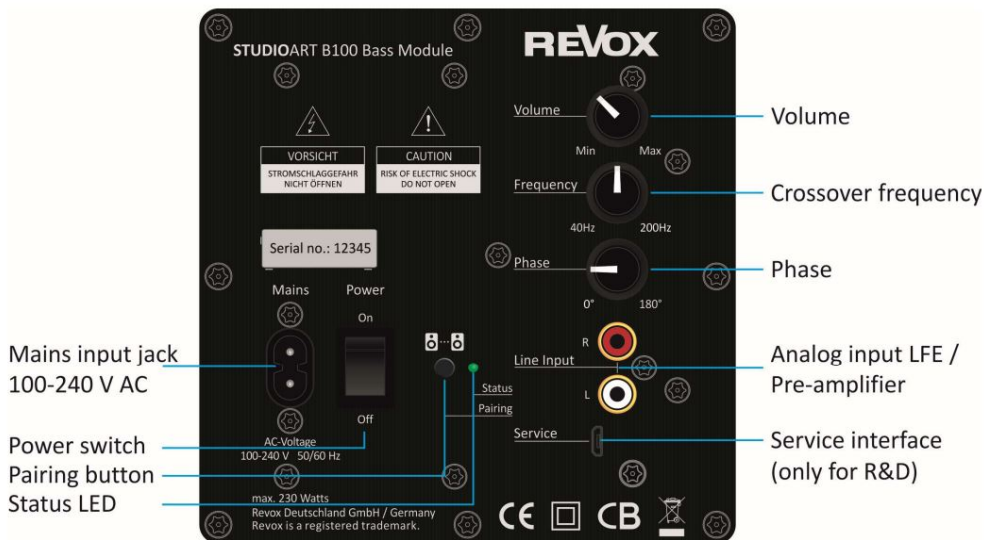 STUDIOART B100 Bass Module
REVOX
VORSICHT
STROMSCHLAGGEFAHR
NICHT ÖFFNEN
CAUTION
RISK OF ELECTRIC SHOCK
DO NOT OPEN
Volume
Min Max
Volume
Frequency
40Hz 200Hz
Crossover frequency
Serial no.: 12345
Phase
0° 180°
Phase
Mains
Power
On
Off
AC-Voltage
100-240 V 50/60 Hz
Mains input jack
100-240 V AC
Power switch
Pairing button
Status LED
Status
Pairing
R
Line Input
L
Analog input LFE /
Pre-amplifier
Service
Service interface
(only for R&D)
max. 230 Watts
Revox Deutschland GmbH / Germany
Revox is a registered trademark.
CE CB